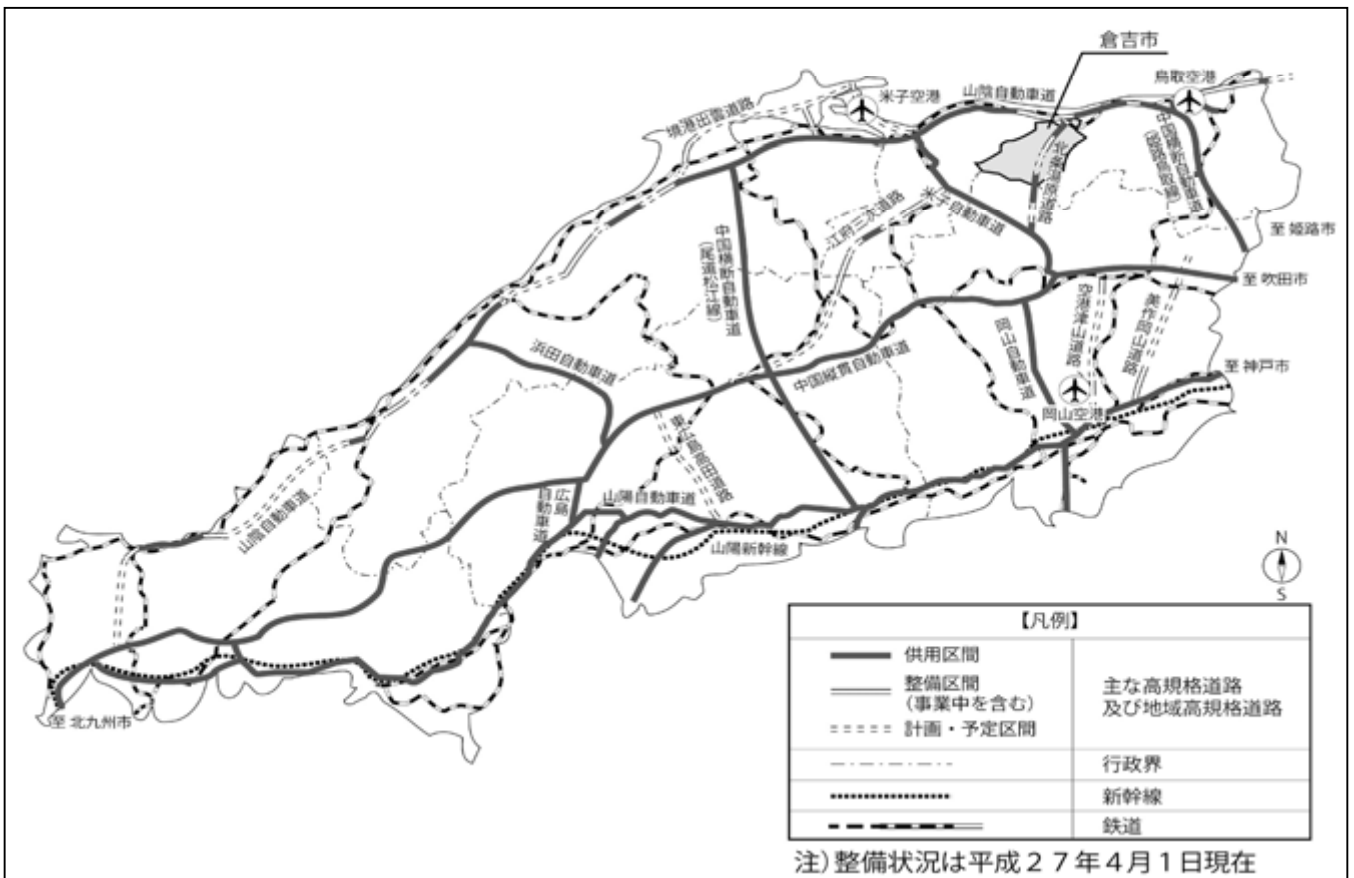 倉吉市
鳥取空港
米子空港
山陰自動車道
境港出雲道路
中国横断自動車道
(姫路鳥取線)
北条湯原道路
米子自動車道
江府三次道路
至 姫路市
中国横断自動車道
(尾道松江線)
至 吹田市
空港津山道路
美作岡山道路
岡山自動車道
浜田自動車道
中国縦貫自動車道
至 神戸市
岡山空港
東広島高田道路
広島
自動車道
山陽自動車道
山陰自動車道
山陽新幹線
至 北九州市
N
S
【凡例】
供用区間
整備区間
(事業中を含む)
計画・予定区間
主な高規格道路
及び地域高規格道路
行政界
新幹線
鉄道
注)整備状況は平成27年4月1日現在